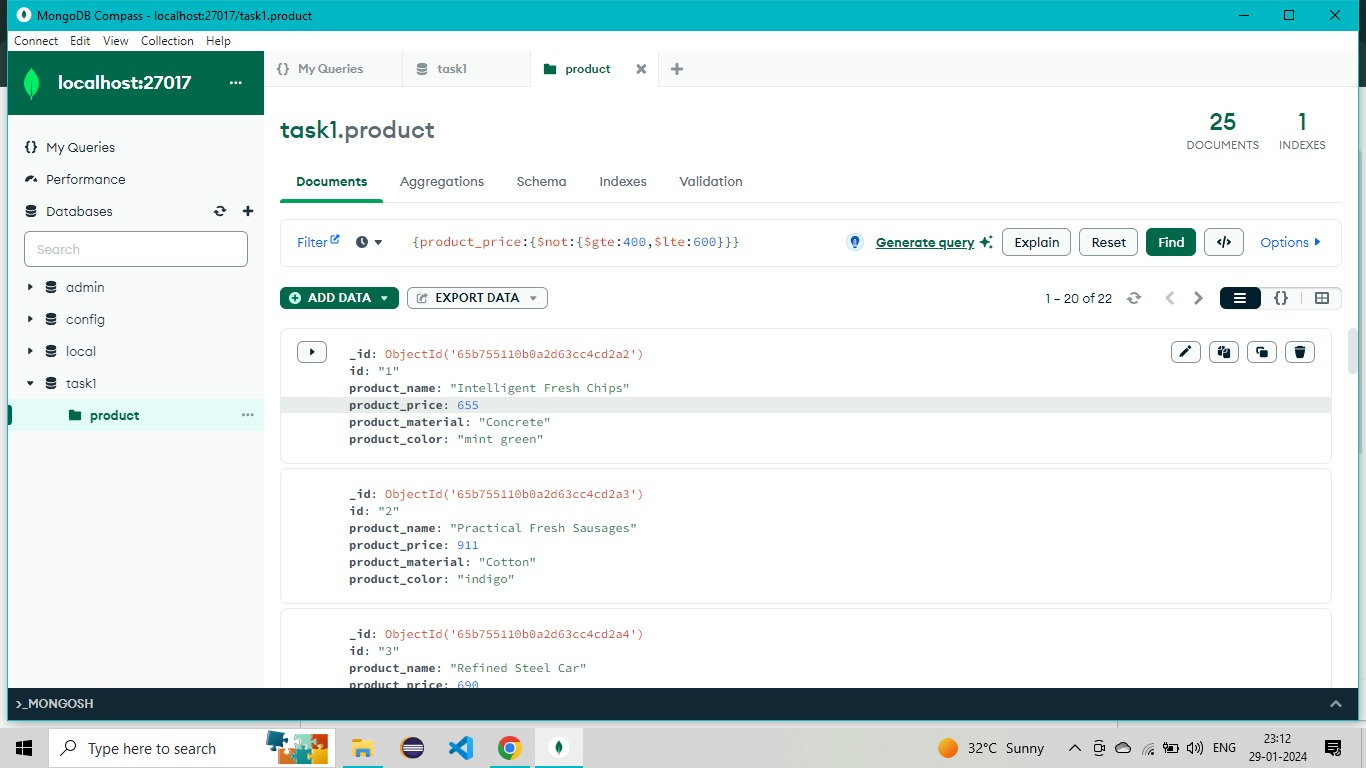 MongoDB Compass - localhost:27017/task1.product
Connect Edit View Collection Help
localhost:27017
My Queries
Performance
Databases
Search
admin
config
local
task1
product
{} My Queries
task1
product
task1.product
25
DOCUMENTS
1
INDEXES
Documents
Aggregations
Schema
Indexes
Validation
Filter
{product_price:{$not:{$gte:400,$lte:600}}}
Generate query
Explain
Reset
Find
</>
Options
ADD DATA
EXPORT DATA
1 – 20 of 22
{}
_id: ObjectId('65b755110b0a2d63cc4cd2a2')
id: "1"
product_name: "Intelligent Fresh Chips"
product_price: 655
product_material: "Concrete"
product_color: "mint green"
_id: ObjectId('65b755110b0a2d63cc4cd2a3')
id: "2"
product_name: "Practical Fresh Sausages"
product_price: 911
product_material: "Cotton"
product_color: "indigo"
_id: ObjectId('65b755110b0a2d63cc4cd2a4')
id: "3"
product_name: "Refined Steel Car"
product_price: 690
>_MONGOSH
Type here to search
32°C Sunny
ENG
23:12
29-01-2024